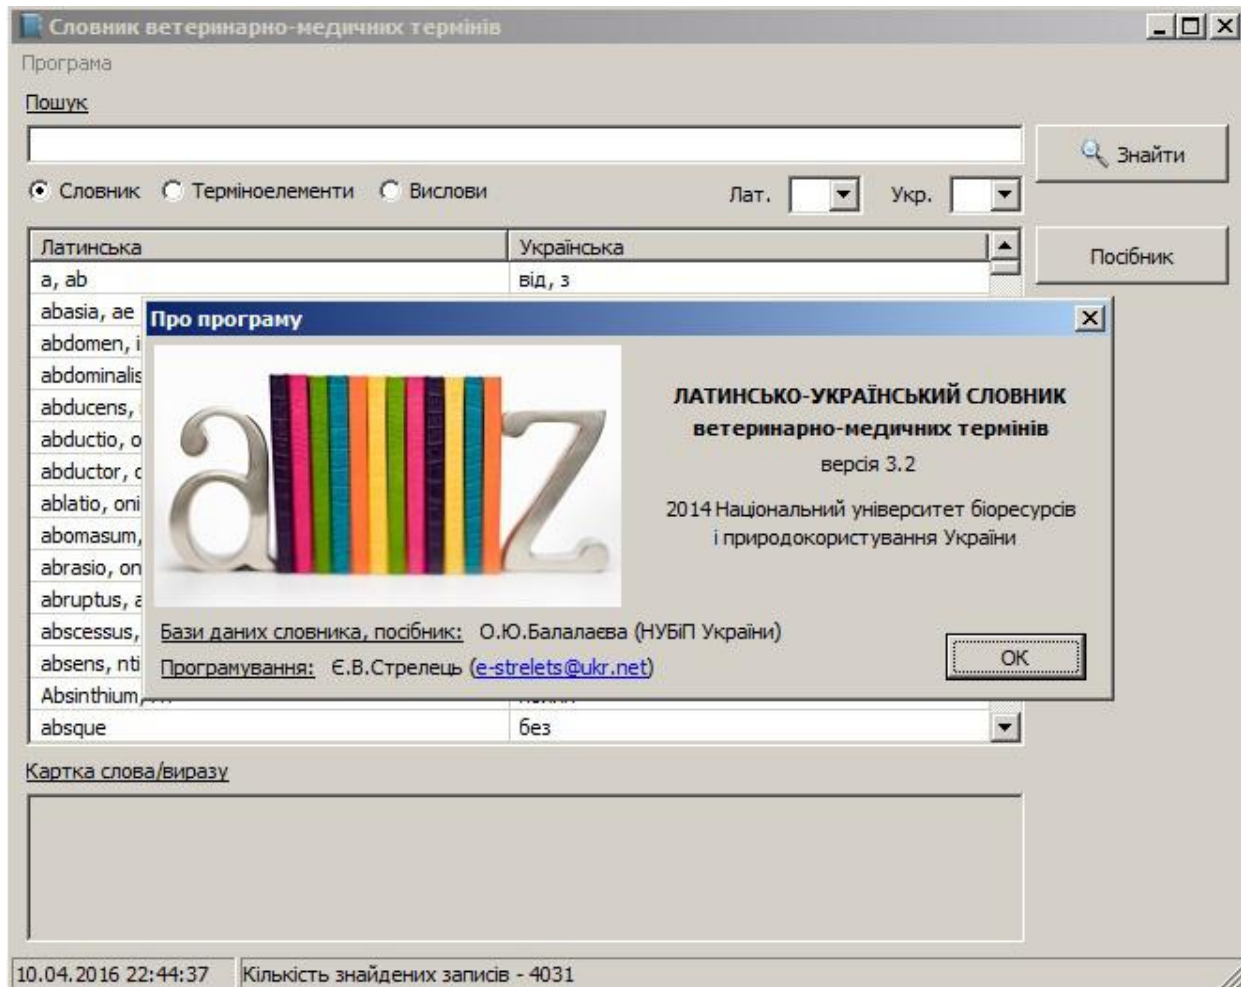 Словник ветеринарно-медичних термінів
Програма
Пошук
Знайти
Словник Терміноелементи Вислови Лат. Укр.
Латинська Українська
Посібник
a, ab від, з
abasia, ae
abdomen, i
abdominalis
abducens,
abductio, o
abductor, o
ablatio, oni
abomasum,
abrasio, on
abruptus, a
abscessus,
absens, nti
Absinthium,
absque без
Про програму
a z
ЛАТИНСЬКО-УКРАЇНСЬКИЙ СЛОВНИК
ветеринарно-медичних термінів
версія 3.2
2014 Національний університет біоресурсів
і природокористування України
Бази даних словника, посібник: О.Ю.Балалаєва (НУБіП України)
Програмування: Є.В.Стрелець (e-strelets@ukr.net)
OK
Картка слова/виразу
10.04.2016 22:44:37 Кількість знайдених записів - 4031